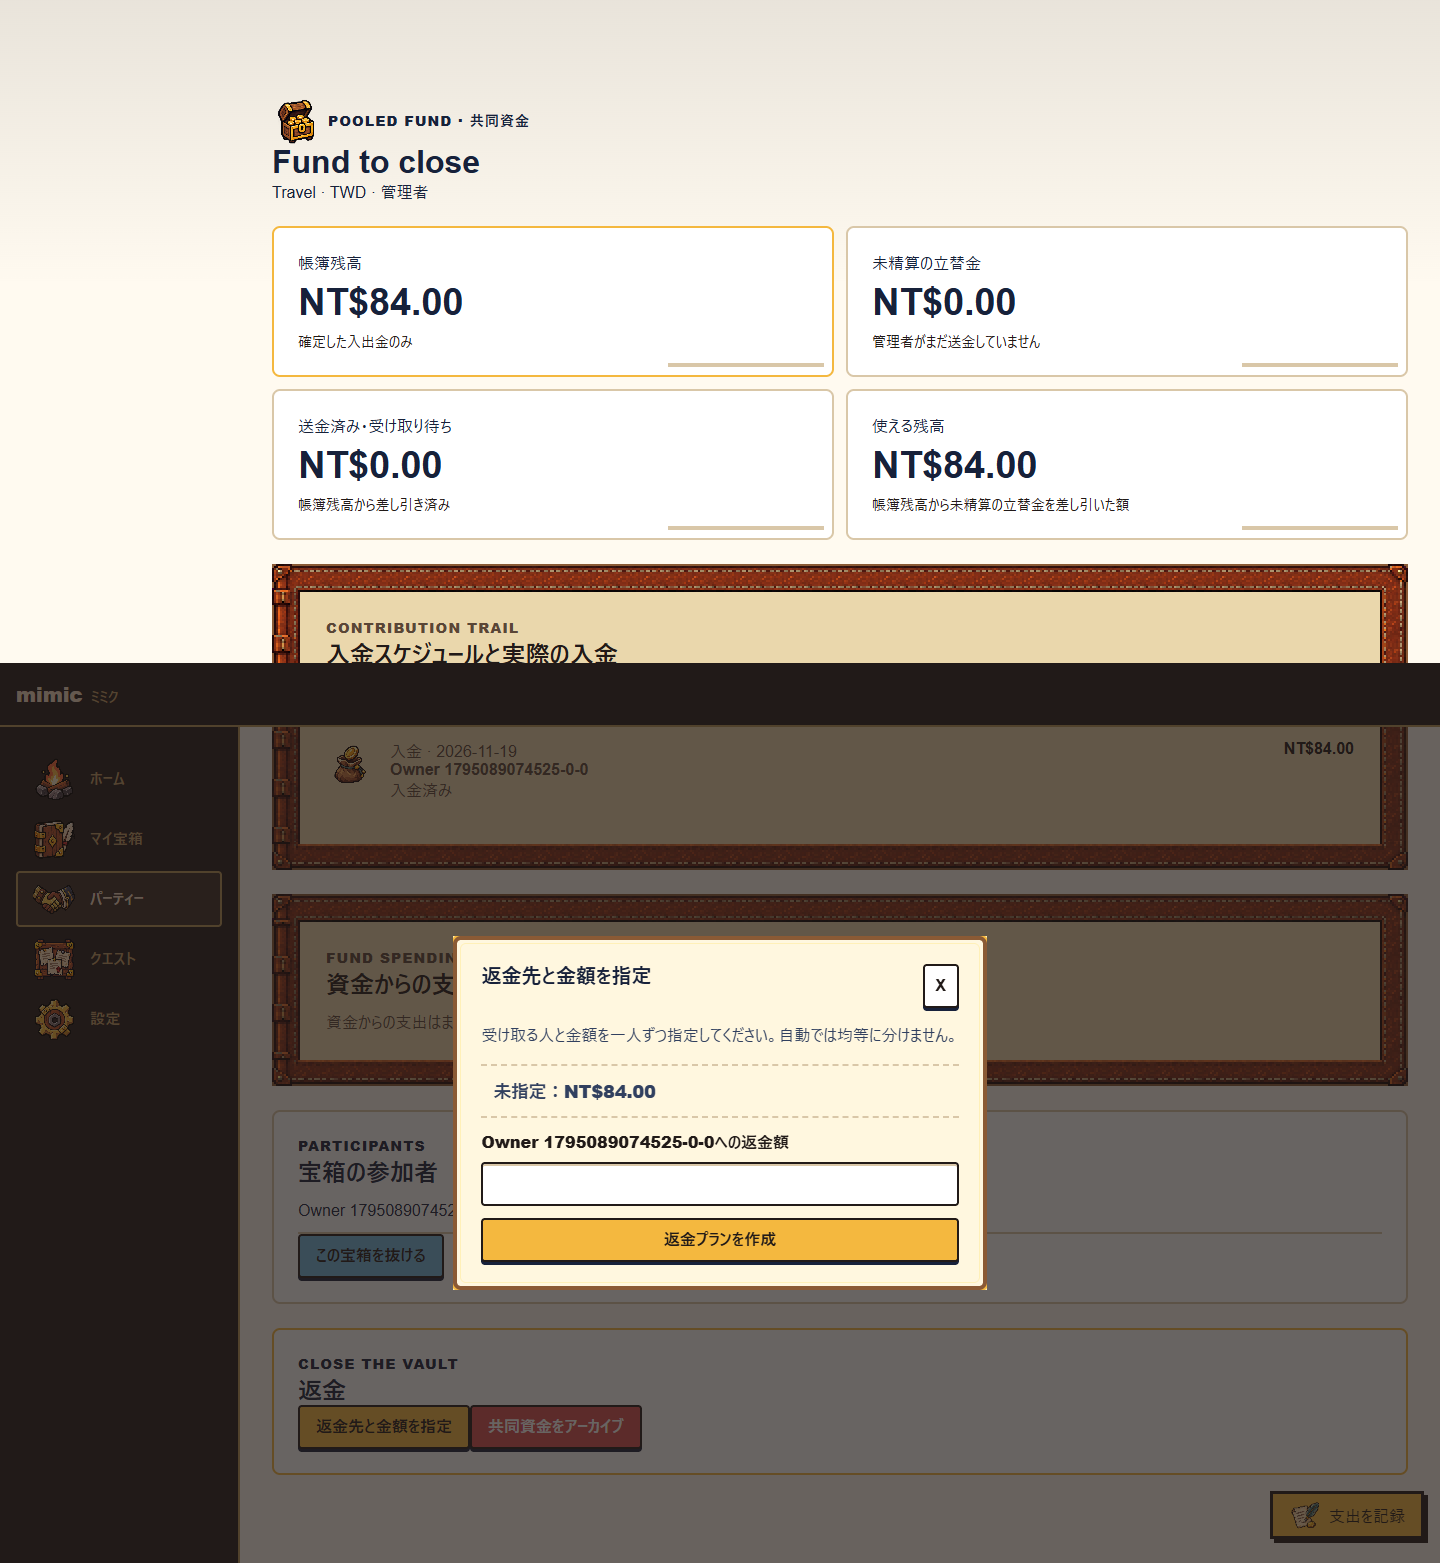 POOLED FUND · 共同資金
Fund to close
Travel · TWD · 管理者
帳簿残高
NT$84.00
確定した入出金のみ
未精算の立替金
NT$0.00
管理者がまだ送金していません
送金済み・受け取り待ち
NT$0.00
帳簿残高から差し引き済み
使える残高
NT$84.00
帳簿残高から未精算の立替金を差し引いた額
CONTRIBUTION TRAIL
入金スケジュールと実際の入金
mimic ミミク
ホーム
マイ宝箱
パーティー
クエスト
設定
入金 · 2026-11-19
Owner 1795089074525-0-0
入金済み
NT$84.00
FUND SPENDIN
資金からの支
資金からの支出はま
返金先と金額を指定
X
受け取る人と金額を一人ずつ指定してください。自動では均等に分けません。
未指定：NT$84.00
Owner 1795089074525-0-0への返金額
返金プランを作成
PARTICIPANTS
宝箱の参加者
Owner 179508907452
この宝箱を抜ける
CLOSE THE VAULT
返金
返金先と金額を指定
共同資金をアーカイブ
支出を記録